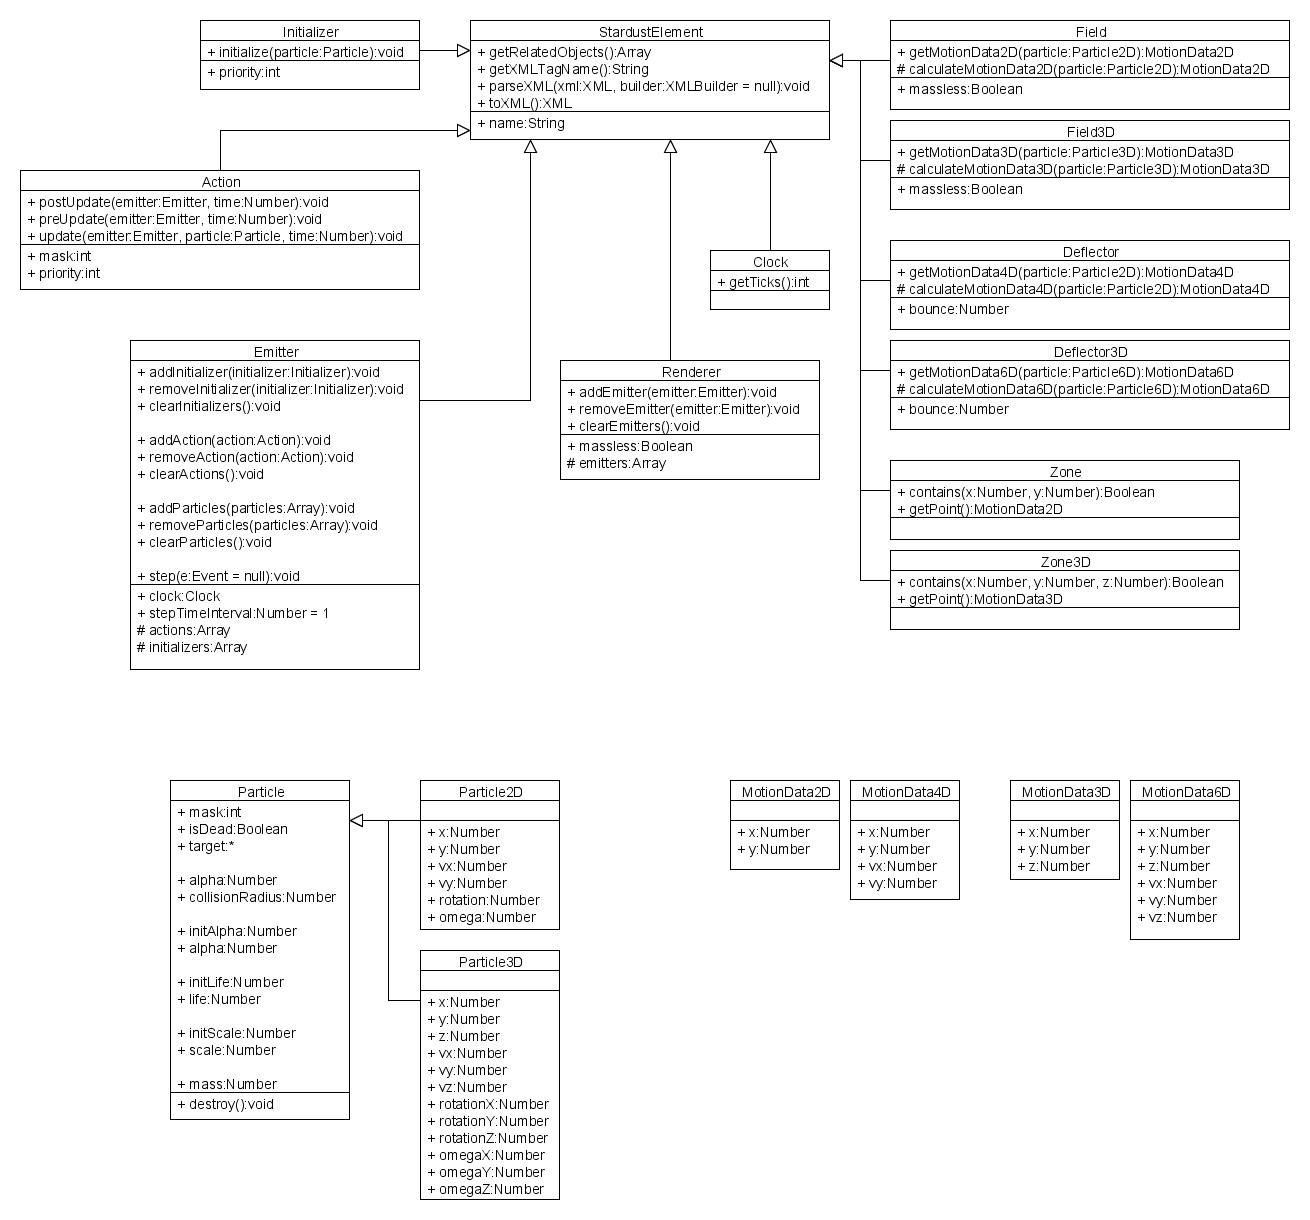 Initializer
+ initialize(particle:Particle):void
+ priority:int
StardustElement
+ getRelatedObjects():Array
+ getXMLTagName():String
+ parseXML(xml:XML, builder:XMLBuilder = null):void
+ toXML():XML
+ name:String
Field
+ getMotionData2D(particle:Particle2D):MotionData2D
# calculateMotionData2D(particle:Particle2D):MotionData2D
+ massless:Boolean
Field3D
+ getMotionData3D(particle:Particle3D):MotionData3D
# calculateMotionData3D(particle:Particle3D):MotionData3D
+ massless:Boolean
Action
+ postUpdate(emitter:Emitter, time:Number):void
+ preUpdate(emitter:Emitter, time:Number):void
+ update(emitter:Emitter, particle:Particle, time:Number):void
+ mask:int
+ priority:int
Clock
+ getTicks():int
Deflector
+ getMotionData4D(particle:Particle2D):MotionData4D
# calculateMotionData4D(particle:Particle2D):MotionData4D
+ bounce:Number
Deflector3D
+ getMotionData6D(particle:Particle6D):MotionData6D
# calculateMotionData6D(particle:Particle6D):MotionData6D
+ bounce:Number
Emitter
+ addInitializer(initializer:Initializer):void
+ removeInitializer(initializer:Initializer):void
+ clearInitializers():void
+ addAction(action:Action):void
+ removeAction(action:Action):void
+ clearActions():void
+ addParticles(particles:Array):void
+ removeParticles(particles:Array):void
+ clearParticles():void
+ step(e:Event = null):void
+ clock:Clock
+ stepTimeInterval:Number = 1
# actions:Array
# initializers:Array
Renderer
+ addEmitter(emitter:Emitter):void
+ removeEmitter(emitter:Emitter):void
+ clearEmitters():void
+ massless:Boolean
# emitters:Array
Zone
+ contains(x:Number, y:Number):Boolean
+ getPoint():MotionData2D
Zone3D
+ contains(x:Number, y:Number, z:Number):Boolean
+ getPoint():MotionData3D
Particle
+ mask:int
+ isDead:Boolean
+ target:*
+ alpha:Number
+ collisionRadius:Number
+ initAlpha:Number
+ alpha:Number
+ initLife:Number
+ life:Number
+ initScale:Number
+ scale:Number
+ mass:Number
+ destroy():void
Particle2D
+ x:Number
+ y:Number
+ vx:Number
+ vy:Number
+ rotation:Number
+ omega:Number
Particle3D
+ x:Number
+ y:Number
+ z:Number
+ vx:Number
+ vy:Number
+ vz:Number
+ rotationX:Number
+ rotationY:Number
+ rotationZ:Number
+ omegaX:Number
+ omegaY:Number
+ omegaZ:Number
MotionData2D
+ x:Number
+ y:Number
MotionData4D
+ x:Number
+ y:Number
+ vx:Number
+ vy:Number
MotionData3D
+ x:Number
+ y:Number
+ z:Number
MotionData6D
+ x:Number
+ y:Number
+ z:Number
+ vx:Number
+ vy:Number
+ vz:Number